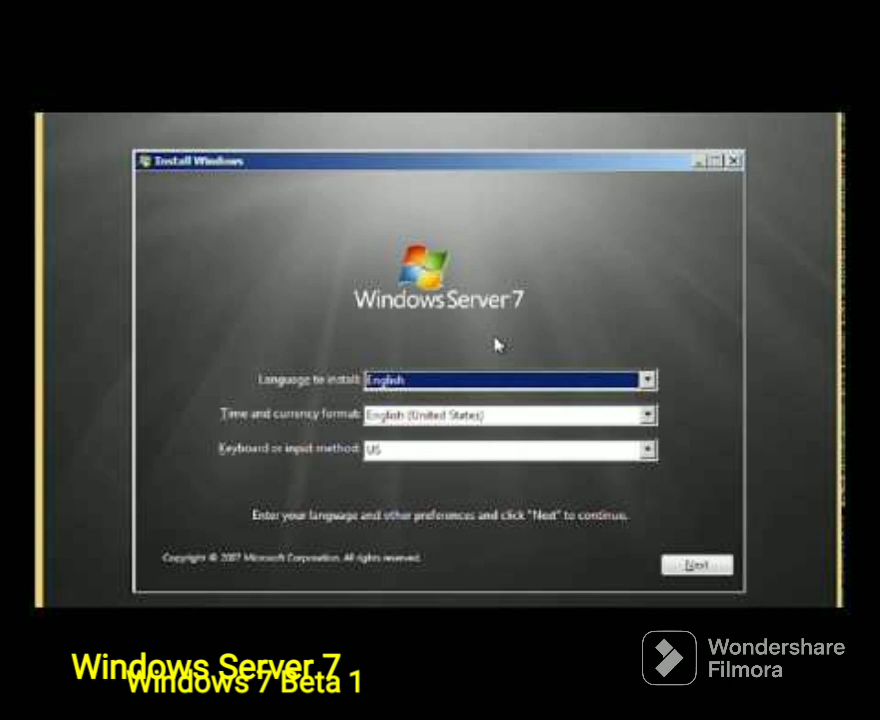 Install Windows
Windows Server 7
Language to install: English
Time and currency format: English (United States)
Keyboard or input method: US
Enter your language and other preferences and click "Next" to continue.
Copyright © 2007 Microsoft Corporation. All rights reserved.
Next
Windows Server 7
Windows 7 Beta 1
Wondershare
Filmora